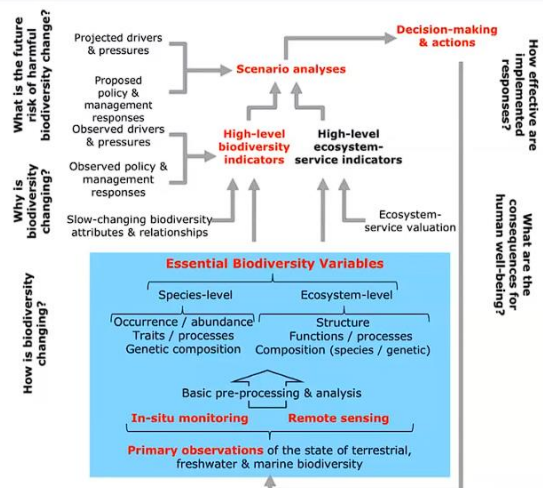 Decision-making
& actions
Projected drivers
& pressures
Scenario analyses
Proposed
policy &
management
responses
Observed drivers
& pressures
High-level
biodiversity
indicators
High-level
ecosystem-
service indicators
Observed policy &
management
responses
Slow-changing biodiversity
attributes & relationships
Ecosystem-
service valuation
Essential Biodiversity Variables
Species-level
Ecosystem-level
Occurrence / abundance
Traits / processes
Genetic composition
Structure
Functions / processes
Composition (species / genetic)
Basic pre-processing & analysis
In-situ monitoring
Remote sensing
Primary observations of the state of terrestrial,
freshwater & marine biodiversity
What is the future
risk of harmful
biodiversity change?
Why is
biodiversity
changing?
How is biodiversity
changing?
How effective are
implemented
responses?
What are the
consequences for
human well-being?